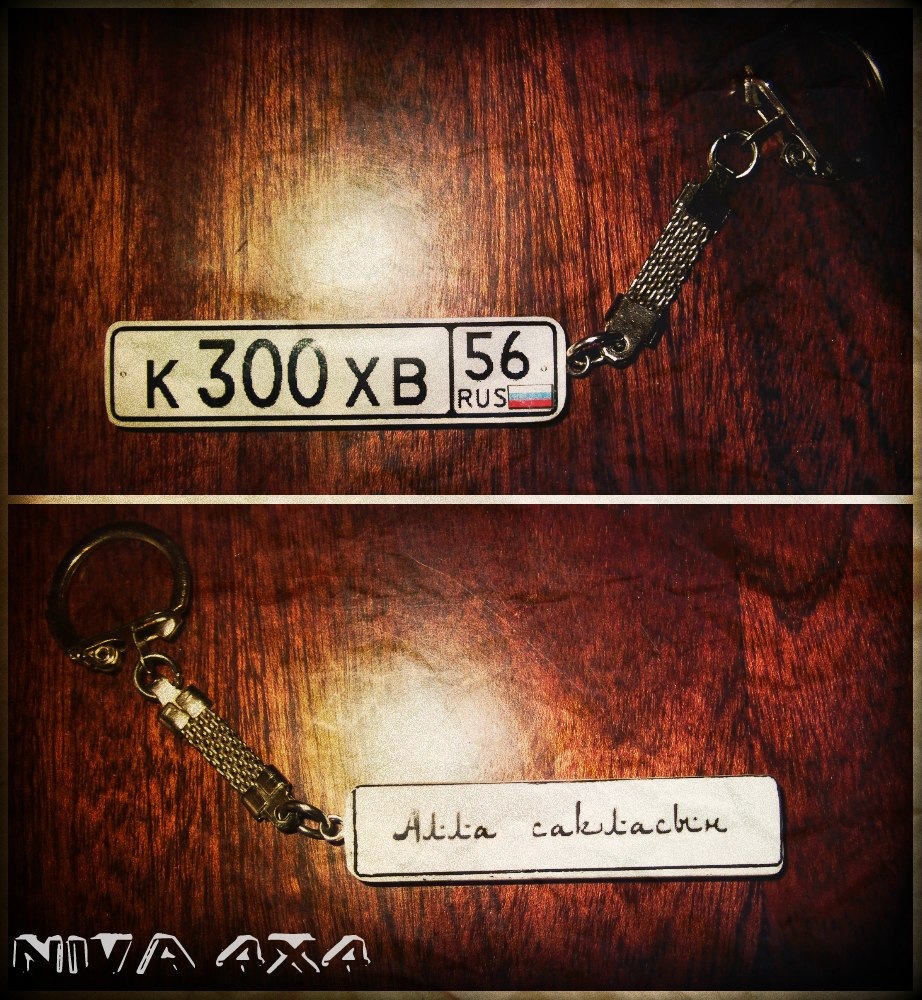 К 300 ХВ 56
RUS
Алла сакласын
NIVA 4X4